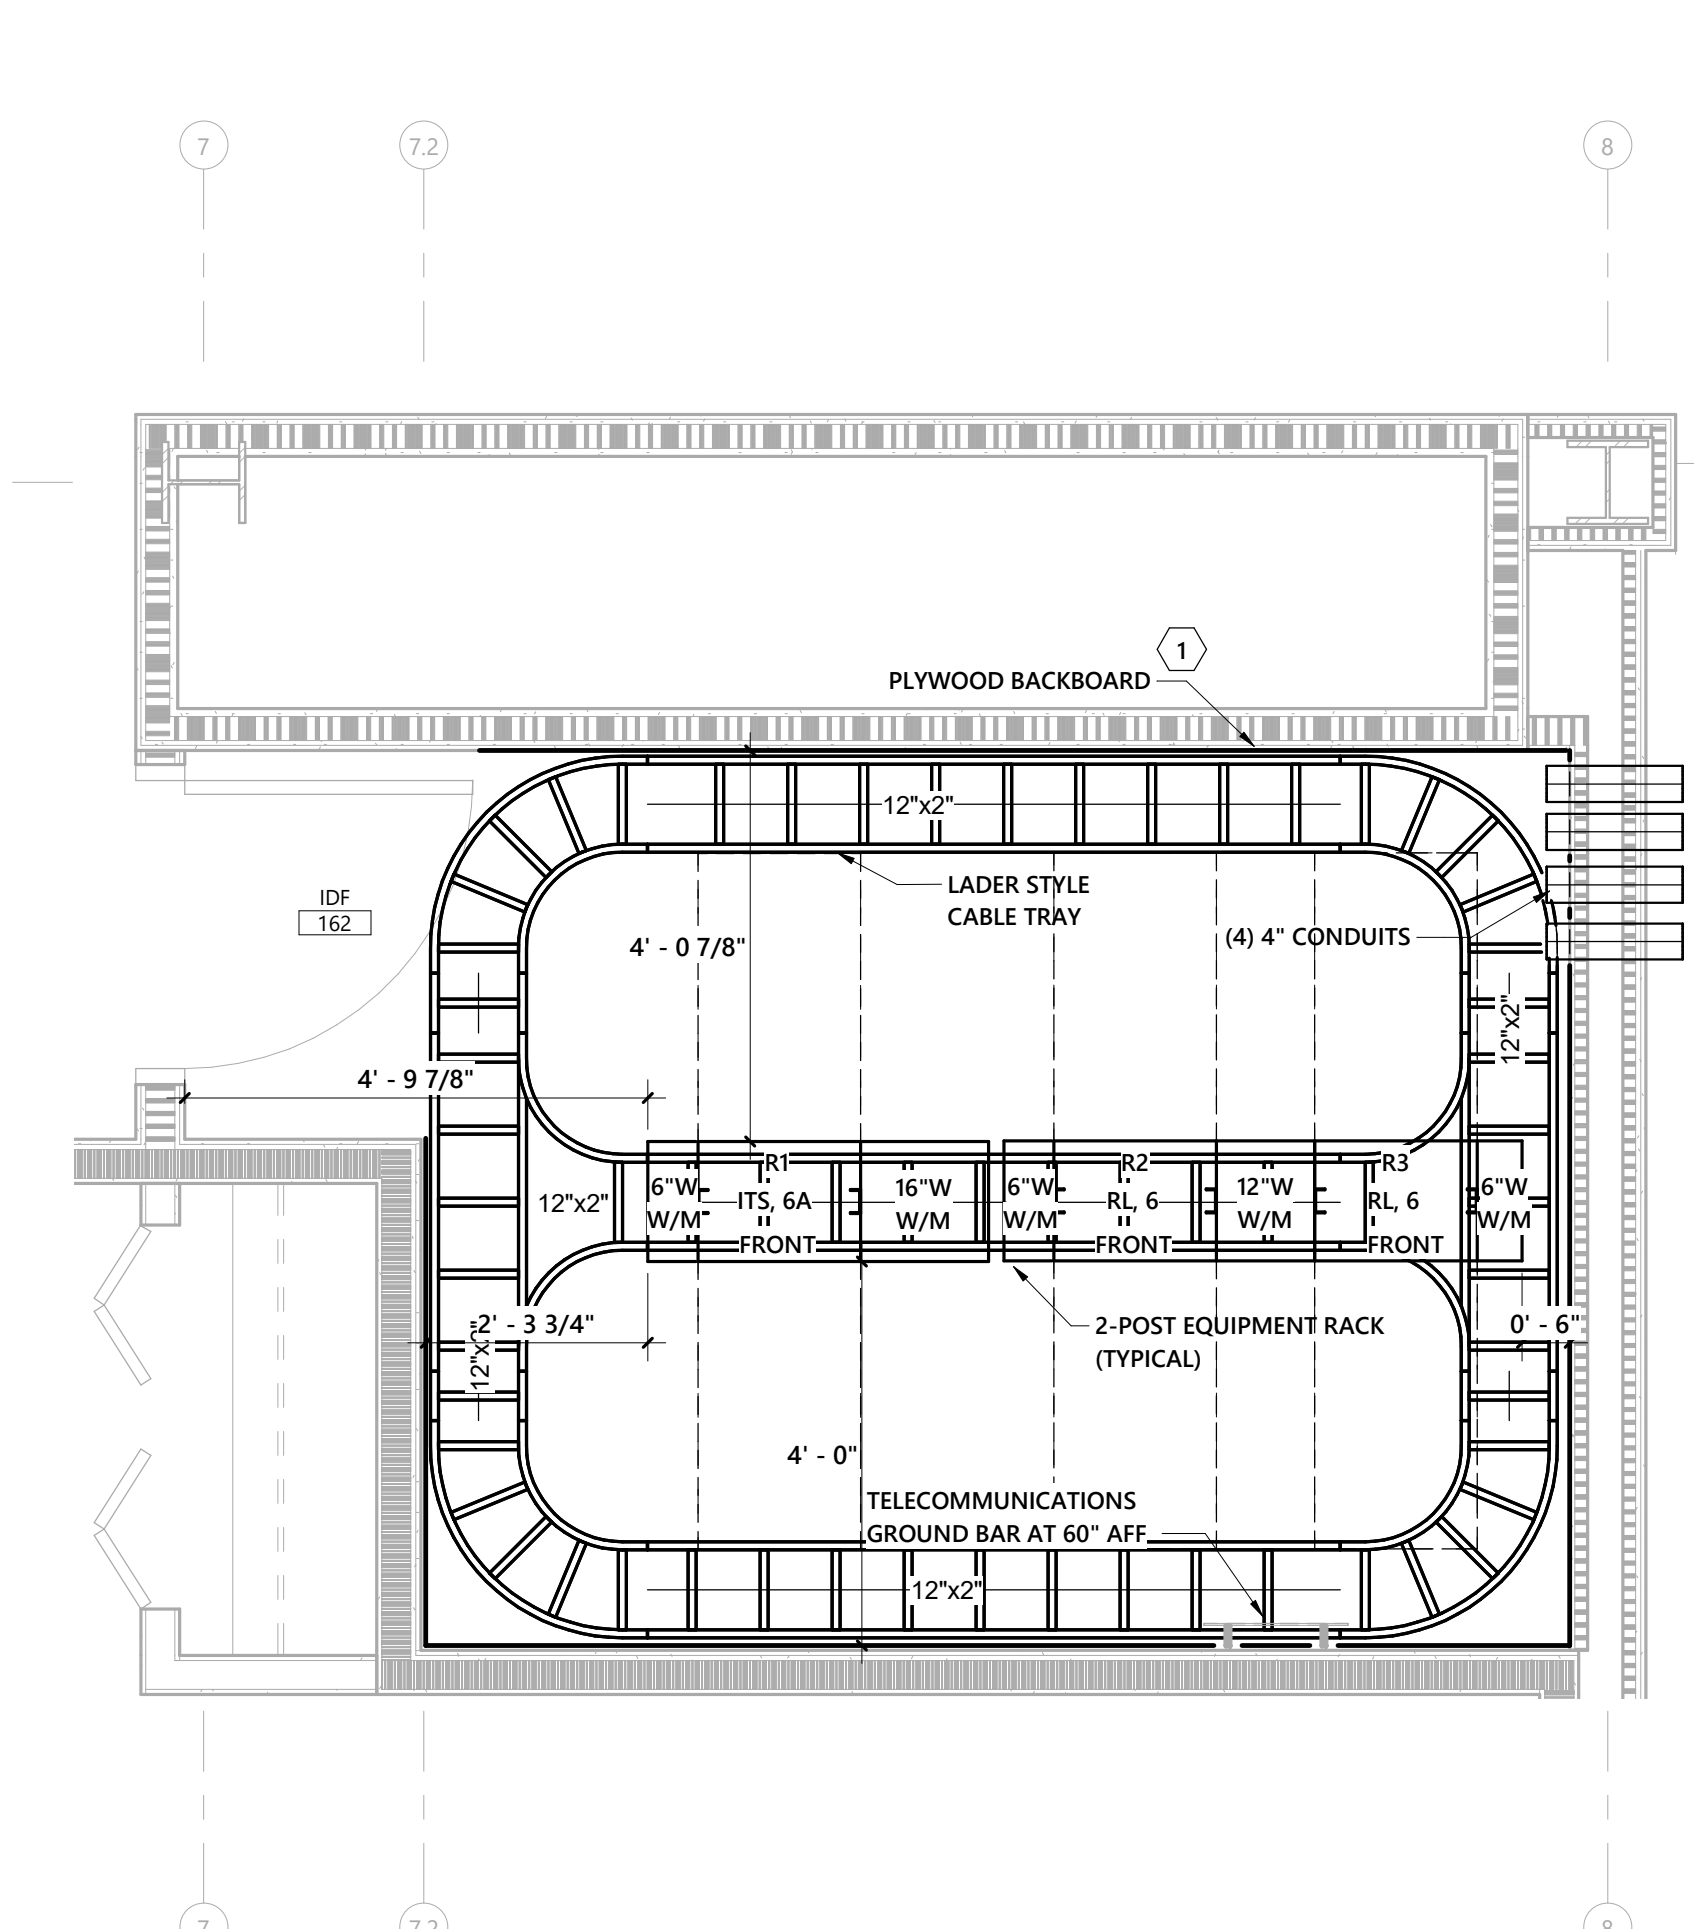 7
7.2
8
1
PLYWOOD BACKBOARD
12"x2"
LADER STYLE
CABLE TRAY
IDF
162
4' - 0 7/8"
(4) 4" CONDUITS
12"x2"
4' - 9 7/8"
R1
R2
R3
12"x2"
6"W
W/M
ITS, 6A
16"W
W/M
6"W
W/M
RL, 6
12"W
W/M
RL, 6
6"W
W/M
FRONT
FRONT
FRONT
2' - 3 3/4"
12"x2"
2-POST EQUIPMENT RACK
(TYPICAL)
0' - 6"
4' - 0"
TELECOMMUNICATIONS
GROUND BAR AT 60" AFF
12"x2"
7
7.2
8